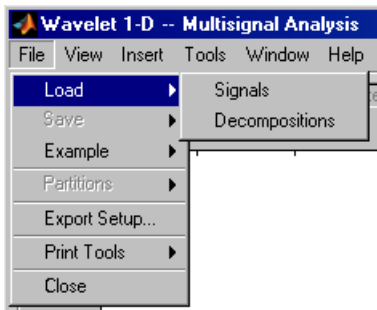 Wavelet 1-D -- Multisignal Analysis
File View Insert Tools Window Help
Load
Signals
Save
Decompositions
Example
Partitions
Export Setup...
Print Tools
Close